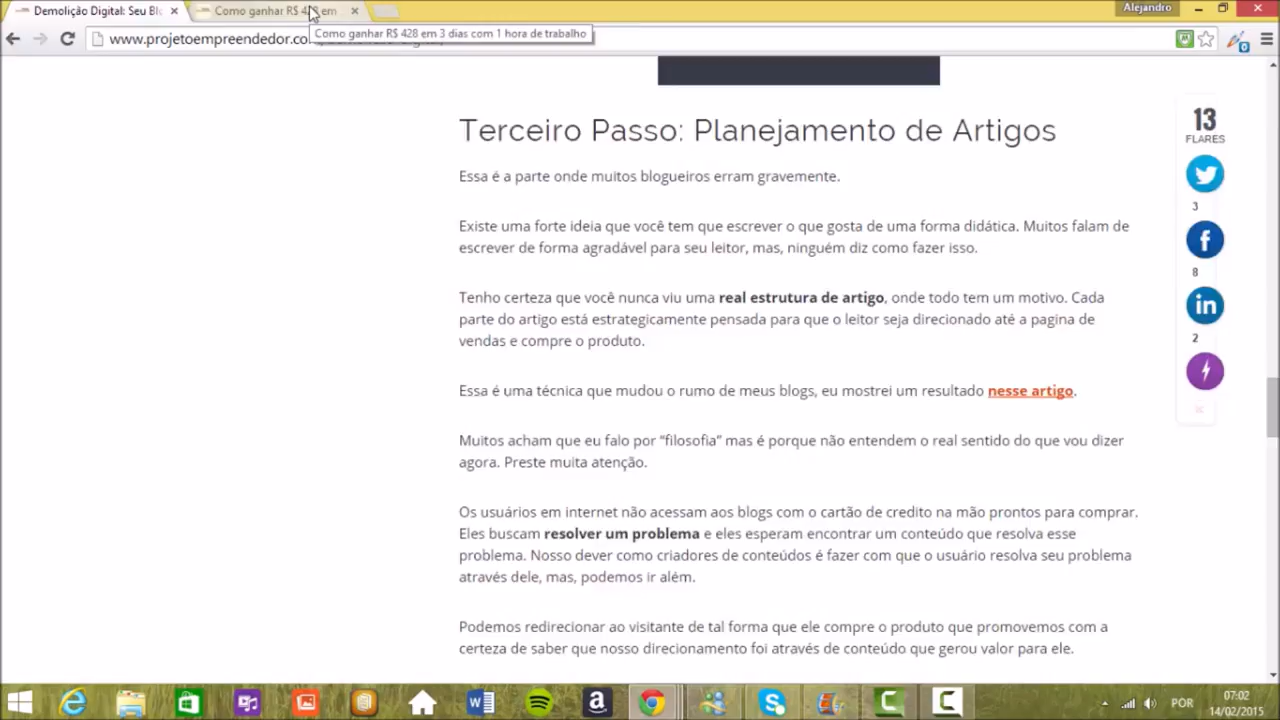 Demolição Digital: Seu Bl
Como ganhar R$ 428 em
Alejandro
www.projetoempreendedor.co
Como ganhar R$ 428 em 3 dias com 1 hora de trabalho
0
Terceiro Passo: Planejamento de Artigos
Essa é a parte onde muitos blogueiros erram gravemente.
Existe uma forte ideia que você tem que escrever o que gosta de uma forma didática. Muitos falam de
escrever de forma agradável para seu leitor, mas, ninguém diz como fazer isso.
Tenho certeza que você nunca viu uma real estrutura de artigo, onde todo tem um motivo. Cada
parte do artigo está estrategicamente pensada para que o leitor seja direcionado até a pagina de
vendas e compre o produto.
Essa é uma técnica que mudou o rumo de meus blogs, eu mostrei um resultado nesse artigo.
Muitos acham que eu falo por “filosofia” mas é porque não entendem o real sentido do que vou dizer
agora. Preste muita atenção.
Os usuários em internet não acessam aos blogs com o cartão de credito na mão prontos para comprar.
Eles buscam resolver um problema e eles esperam encontrar um conteúdo que resolva esse
problema. Nosso dever como criadores de conteúdos é fazer com que o usuário resolva seu problema
através dele, mas, podemos ir além.
Podemos redirecionar ao visitante de tal forma que ele compre o produto que promovemos com a
certeza de saber que nosso direcionamento foi através de conteúdo que gerou valor para ele.
13
FLARES
3
8
2
POR
07:02
14/02/2015